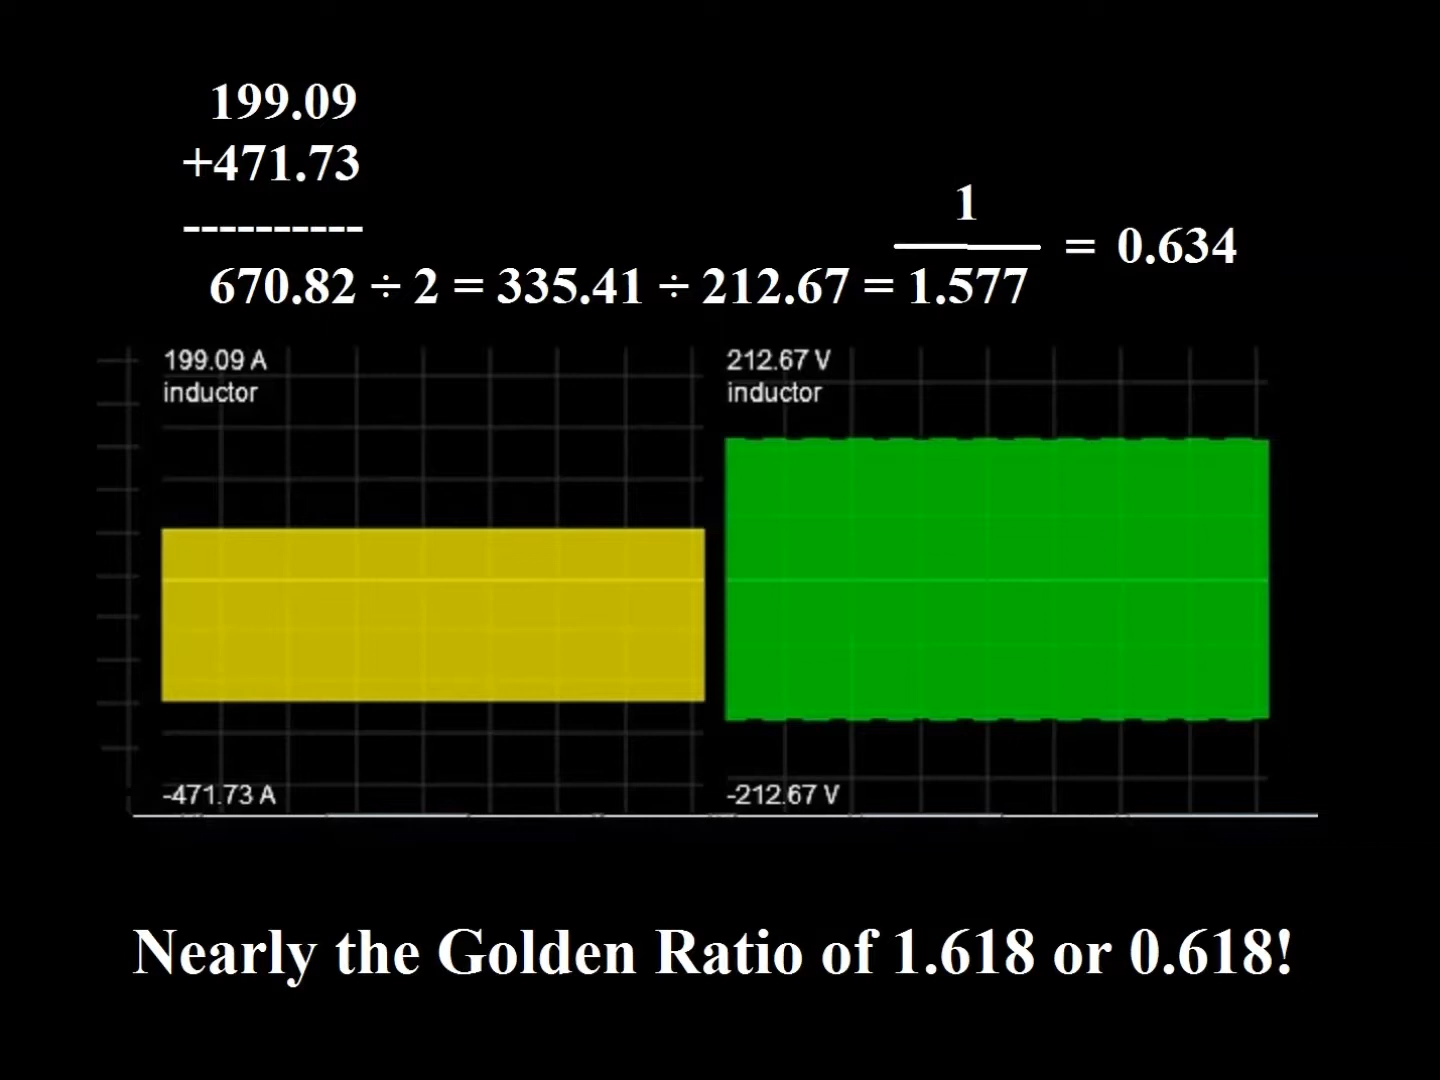 199.09
+471.73
----------
1
670.82 ÷ 2 = 335.41 ÷ 212.67 = 1.577 = 0.634
199.09 A
inductor
212.67 V
inductor
-471.73 A
-212.67 V
Nearly the Golden Ratio of 1.618 or 0.618!